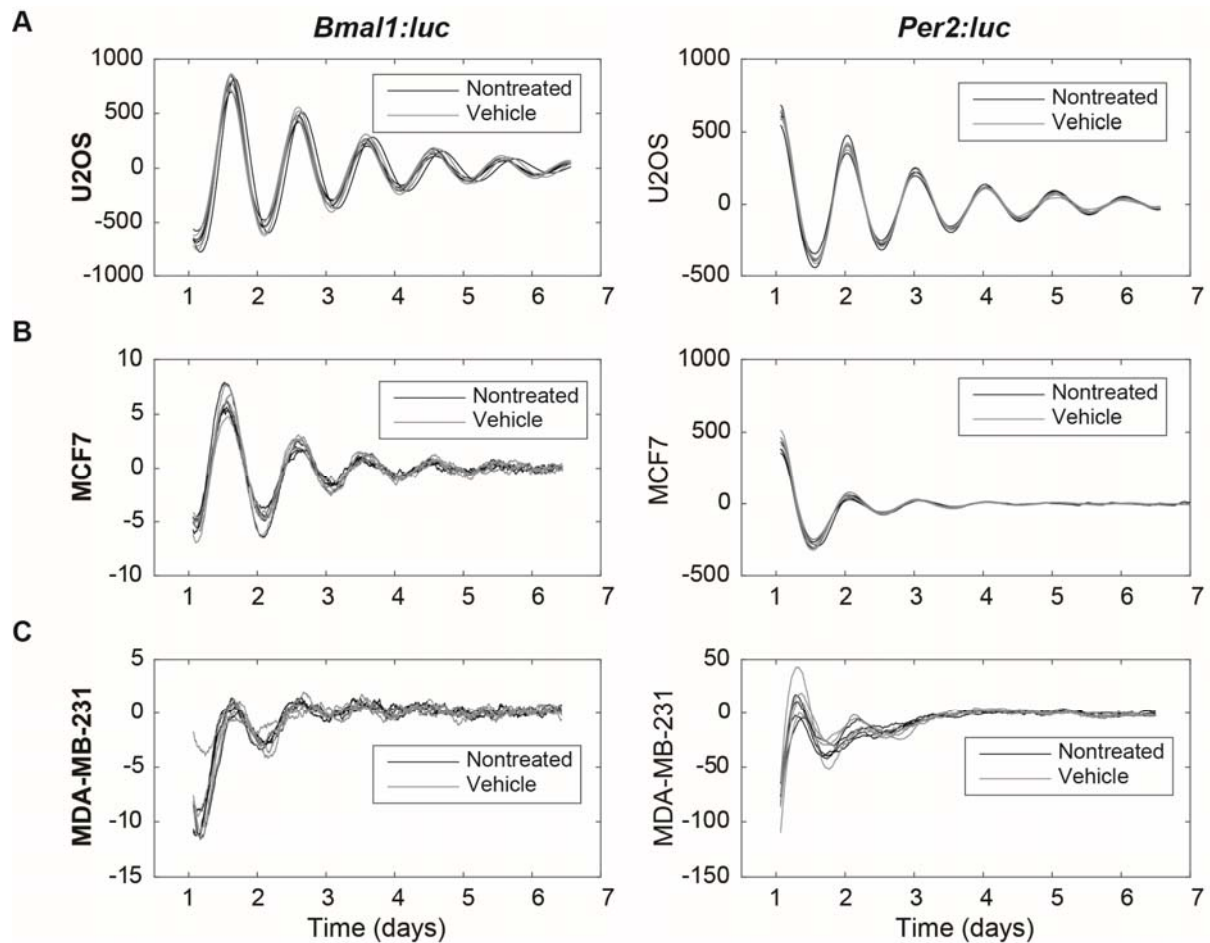 A
Bmal1:luc
Per2:luc
U2OS
1000
500
0
-500
-1000
Nontreated
Vehicle
1 2 3 4 5 6 7
U2OS
1000
500
0
-500
Nontreated
Vehicle
1 2 3 4 5 6 7
B
MCF7
10
5
0
-5
-10
Nontreated
Vehicle
1 2 3 4 5 6 7
MCF7
1000
500
0
-500
Nontreated
Vehicle
1 2 3 4 5 6 7
C
MDA-MB-231
5
0
-5
-10
-15
Nontreated
Vehicle
1 2 3 4 5 6 7
Time (days)
MDA-MB-231
50
0
-50
-100
-150
Nontreated
Vehicle
1 2 3 4 5 6 7
Time (days)